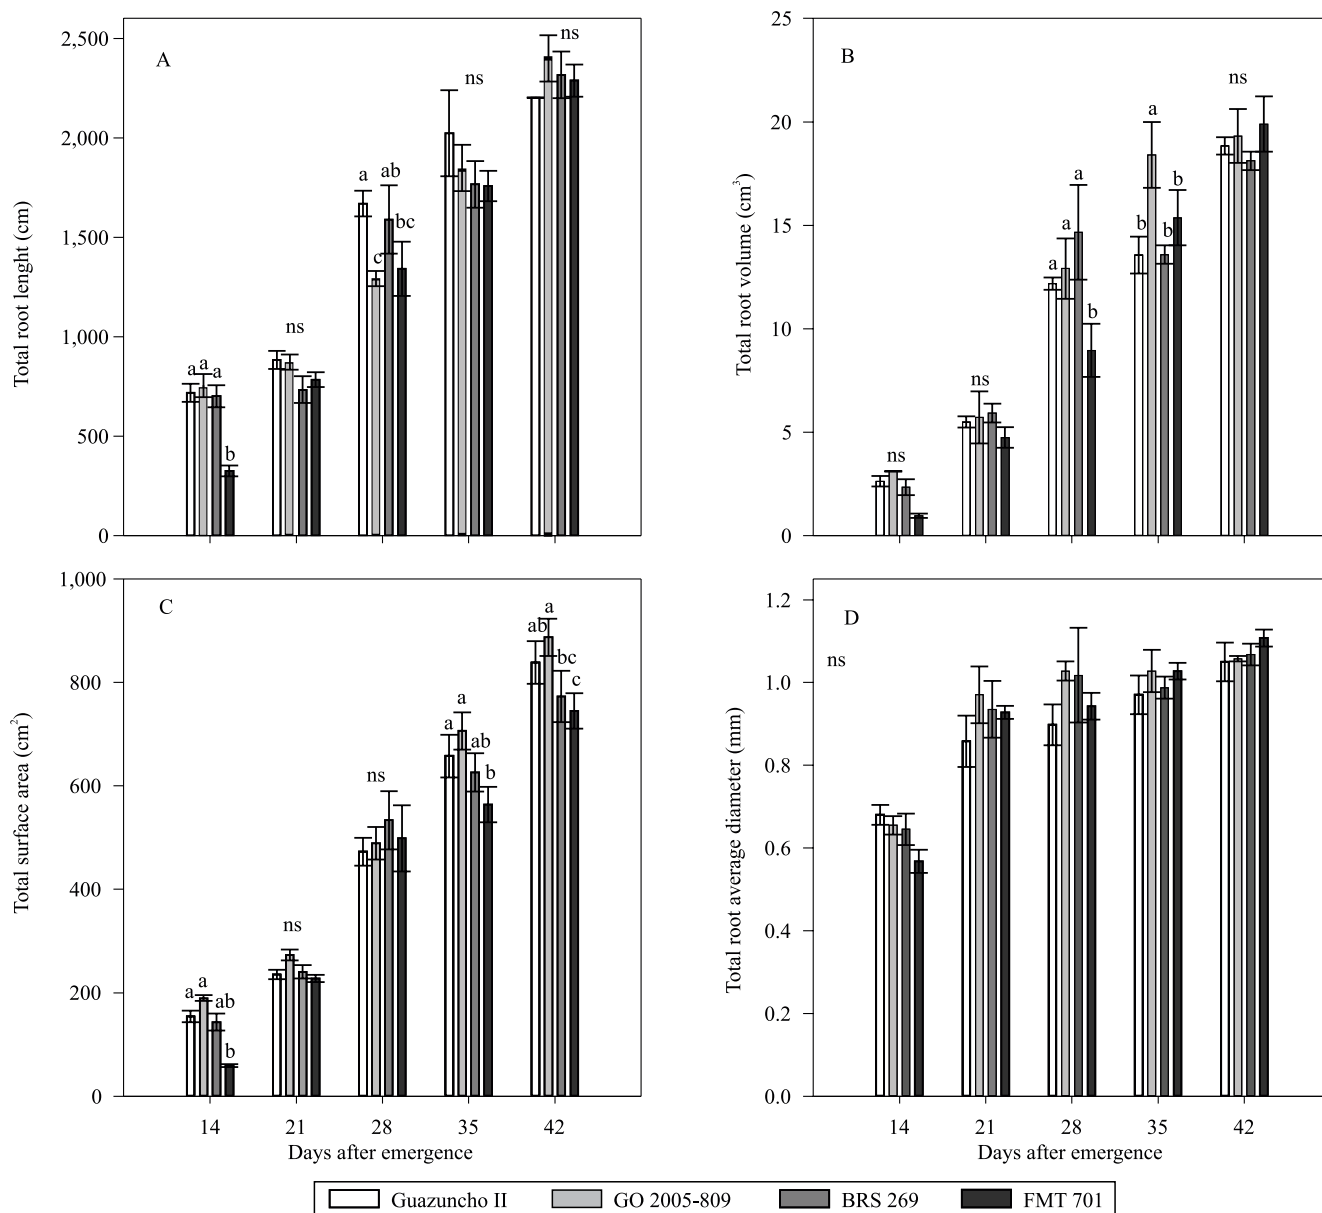 A
Total root lenght (cm)
2,500
2,000
1,500
1,000
500
0
a a a b
ns
a c ab bc
ns
ns
B
Total root volume (cm³)
25
20
15
10
5
0
ns
ns
a a a b
b a b b
ns
C
Total surface area (cm²)
1,000
800
600
400
200
0
a a ab b
ns
ns
a a ab b
ab a bc c
14 21 28 35 42
Days after emergence
D
ns
Total root average diameter (mm)
1.2
1.0
0.8
0.6
0.4
0.2
0.0
14 21 28 35 42
Days after emergence
Guazuncho II GO 2005-809 BRS 269 FMT 701